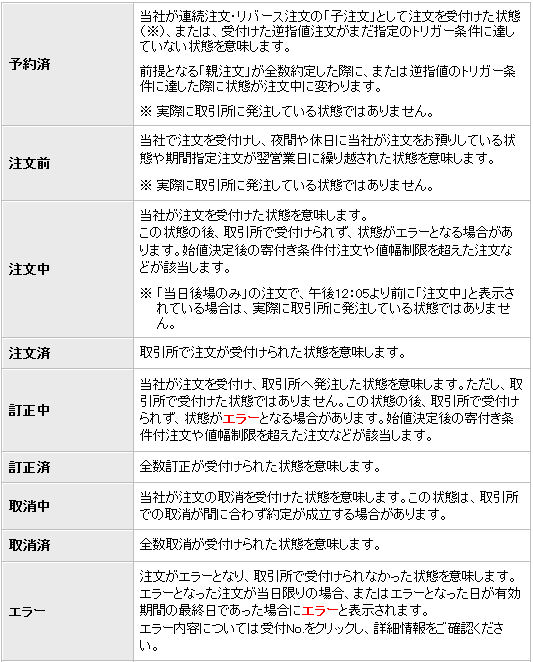 予約済
当社が連続注文・リバース注文の「子注文」として注文を受付けた状態
(※)、または、受付けた逆指値注文がまだ指定のトリガー条件に達し
ていない状態を意味します。
前提となる「親注文」が全数約定した際に、または逆指値のトリガー条
件に達した際に状態が注文中に変わります。
※ 実際に取引所に発注している状態ではありません。
注文前
当社で注文を受付けし、夜間や休日に当社が注文をお預りしている状
態や期間指定注文が翌営業日に繰り越された状態を意味します。
※ 実際に取引所に発注している状態ではありません。
注文中
当社が注文を受付けた状態を意味します。
この状態の後、取引所で受付けられず、状態がエラーとなる場合があ
ります。始値決定後の寄付き条件付注文や値幅制限を超えた注文な
どが該当します。
※ 「当日後場のみ」の注文で、午後12:05より前に「注文中」と表示さ
れている場合は、実際に取引所に発注している状態ではありませ
ん。
注文済
取引所で注文が受付けられた状態を意味します。
訂正中
当社が注文を受付け、取引所へ発注した状態を意味します。ただし、取
引所で受付けた状態ではありません。この状態の後、取引所で受付け
られず、状態がエラーとなる場合があります。始値決定後の寄付き条
件付注文や値幅制限を超えた注文などが該当します。
訂正済
全数訂正が受付けられた状態を意味します。
取消中
当社が注文の取消を受付けた状態を意味します。この状態は、取引所
での取消が間に合わず約定が成立する場合があります。
取消済
全数取消が受付けられた状態を意味します。
エラー
注文がエラーとなり、取引所で受付けられなかった状態を意味します。
エラーとなった注文が当日限りの場合、またはエラーとなった日が有効
期間の最終日であった場合にエラーと表示されます。
エラー内容については受付No.をクリックし、詳細情報をご確認くださ
い。